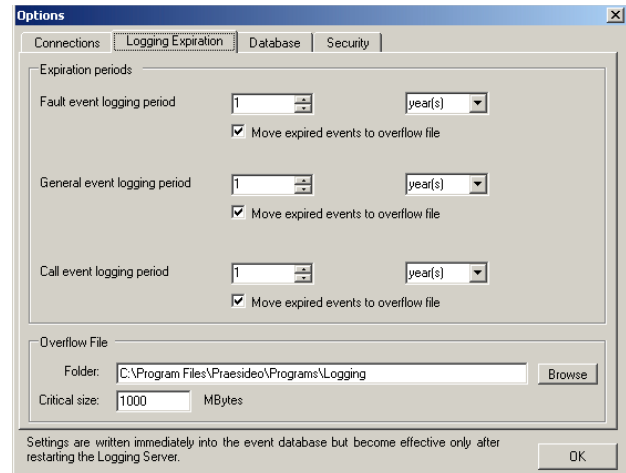 Options
Connections Logging Expiration Database Security
Expiration periods
Fault event logging period 1 year(s)
Move expired events to overflow file
General event logging period 1 year(s)
Move expired events to overflow file
Call event logging period 1 year(s)
Move expired events to overflow file
Overflow File
Folder: C:\Program Files\Praesideo\Programs\Logging Browse
Critical size: 1000 MBytes
Settings are written immediately into the event database but become effective only after
restarting the Logging Server.
OK